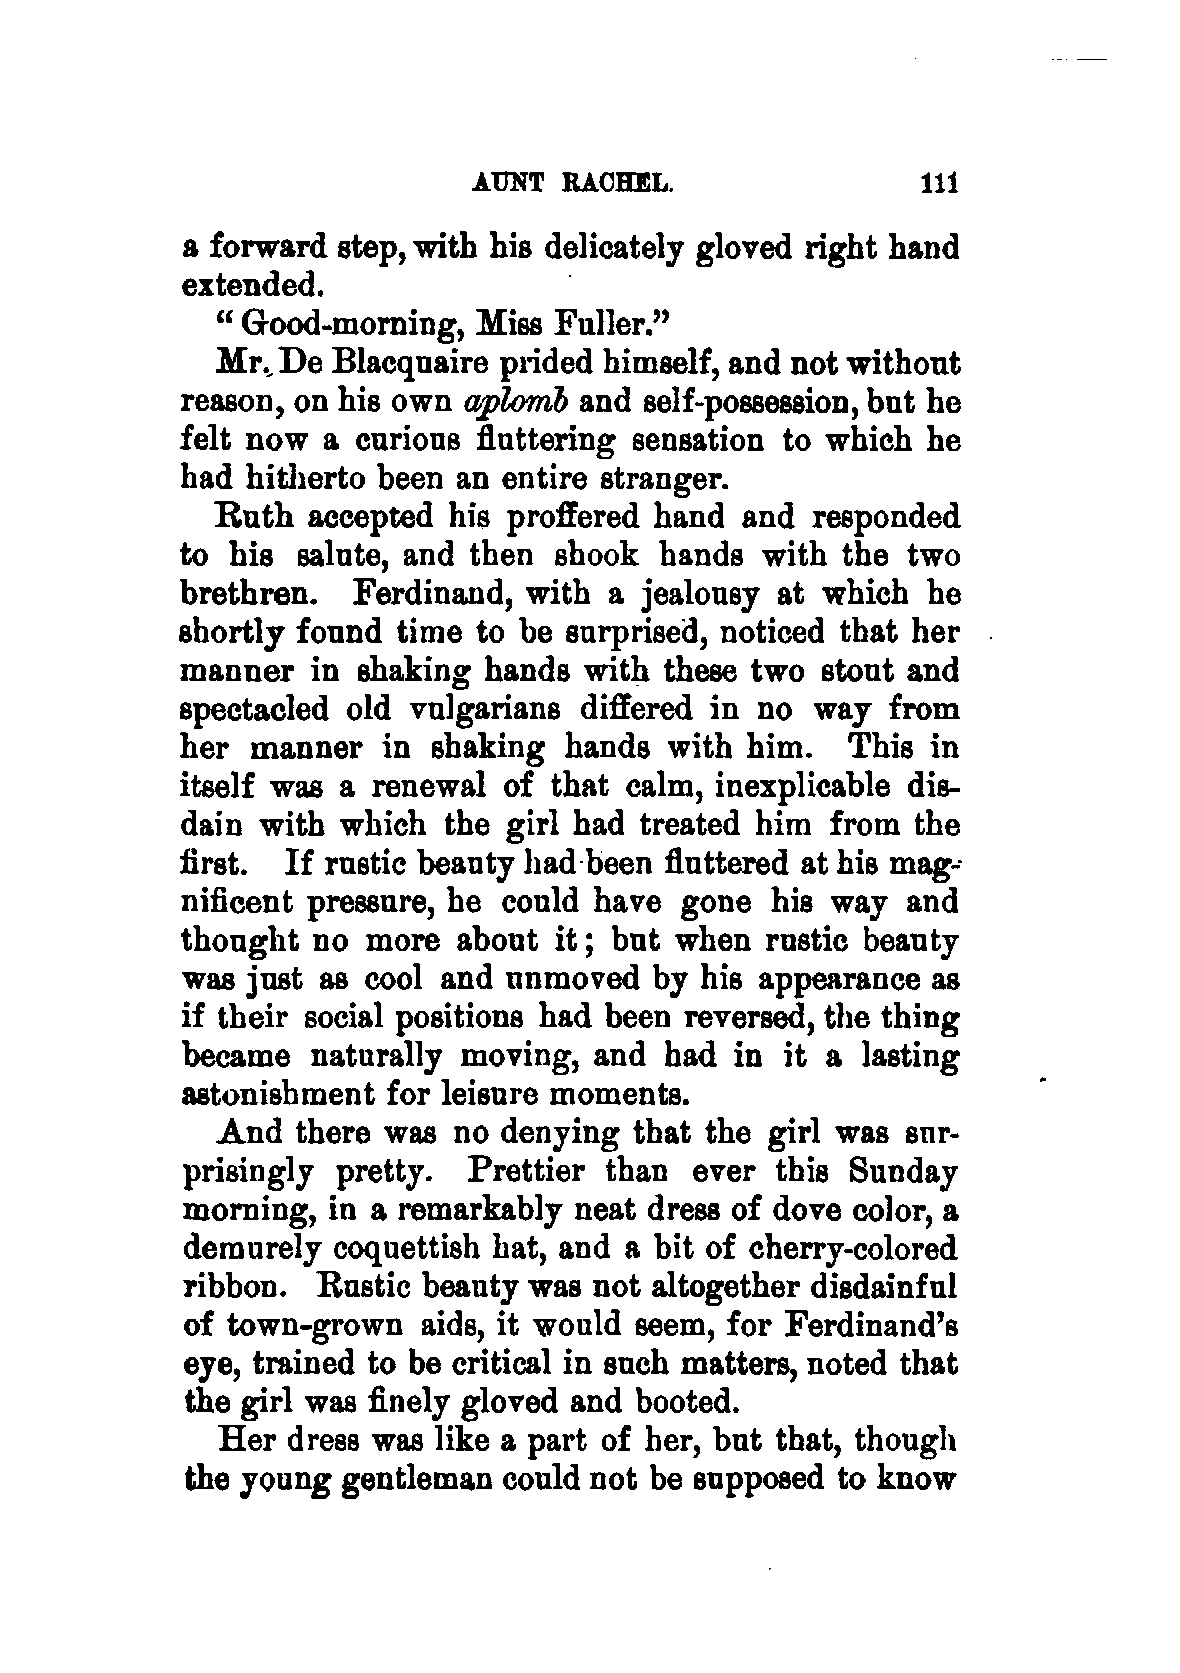 AUNT RACHEL. 111
a forward step, with his delicately gloved right hand
extended.
“Good-morning, Miss Fuller.”
Mr. De Blacquaire prided himself, and not without
reason, on his own aplomb and self-possession, but he
felt now a curious fluttering sensation to which he
had hitherto been an entire stranger.
Ruth accepted his proffered hand and responded
to his salute, and then shook hands with the two
brethren. Ferdinand, with a jealousy at which he
shortly found time to be surprised, noticed that her
manner in shaking hands with these two stout and
spectacled old vulgarians differed in no way from
her manner in shaking hands with him. This in
itself was a renewal of that calm, inexplicable dis-
dain with which the girl had treated him from the
first. If rustic beauty had been fluttered at his mag-
nificent pressure, he could have gone his way and
thought no more about it; but when rustic beauty
was just as cool and unmoved by his appearance as
if their social positions had been reversed, the thing
became naturally moving, and had in it a lasting
astonishment for leisure moments.
And there was no denying that the girl was sur-
prisingly pretty. Prettier than ever this Sunday
morning, in a remarkably neat dress of dove color, a
demurely coquettish hat, and a bit of cherry-colored
ribbon. Rustic beauty was not altogether disdainful
of town-grown aids, it would seem, for Ferdinand’s
eye, trained to be critical in such matters, noted that
the girl was finely gloved and booted.
Her dress was like a part of her, but that, though
the young gentleman could not be supposed to know